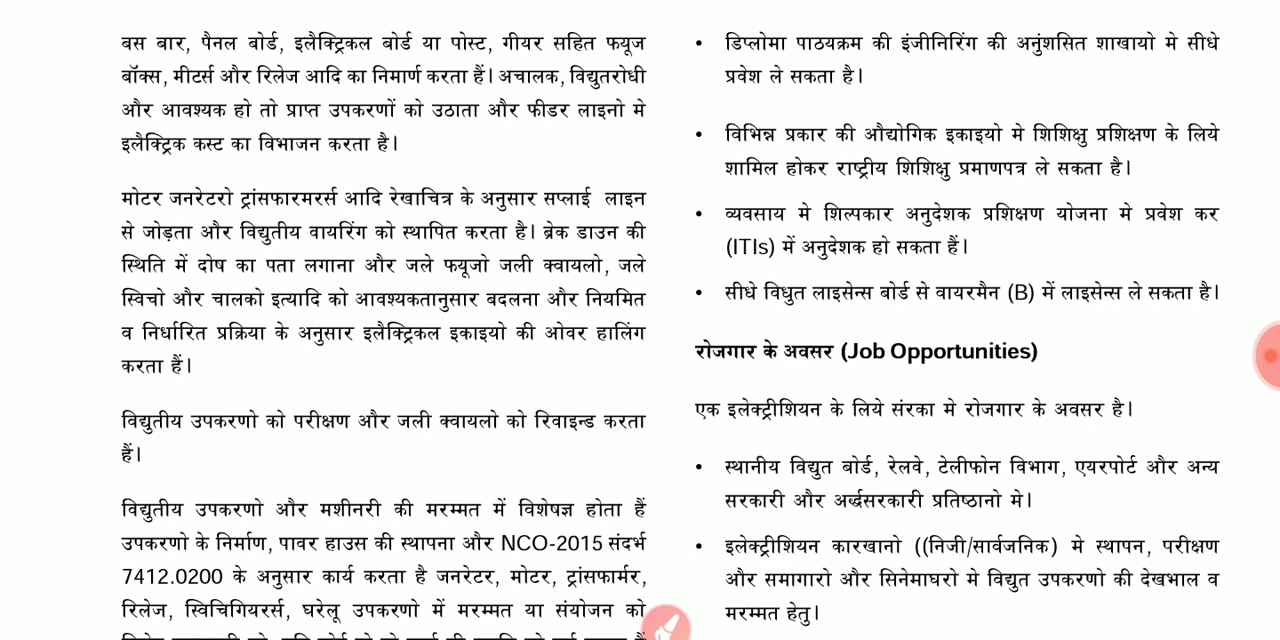 बस बार, पैनल बोर्ड, इलैक्ट्रिकल बोर्ड या पोस्ट, गीयर सहित फयूज
बॉक्स, मीटर्स और रिलेज आदि का निमार्ण करता हैं। अचालक, विद्युतरोधी
और आवश्यक हो तो प्राप्त उपकरणों को उठाता और फीडर लाइनो मे
इलैक्ट्रिक कस्ट का विभाजन करता है।
मोटर जनरेटरो ट्रांसफारमरर्स आदि रेखाचित्र के अनुसार सप्लाई लाइन
से जोड़ता और विद्युतीय वायरिंग को स्थापित करता है। ब्रेक डाउन की
स्थिति में दोष का पता लगाना और जले फयूजो जली क्वायलो, जले
स्विचो और चालको इत्यादि को आवश्यकतानुसार बदलना और नियमित
व निर्धारित प्रक्रिया के अनुसार इलैक्ट्रिकल इकाइयो की ओवर हालिंग
करता हैं।
विद्युतीय उपकरणो को परीक्षण और जली क्वायलो को रिवाइन्ड करता
हैं।
विद्युतीय उपकरणो और मशीनरी की मरम्मत में विशेषज्ञ होता हैं
उपकरणो के निर्माण, पावर हाउस की स्थापना और NCO-2015 संदर्भ
7412.0200 के अनुसार कार्य करता है जनरेटर, मोटर, ट्रांसफार्मर,
रिलेज, स्विचिगियरर्स, घरेलू उपकरणो में मरम्मत या संयोजन को
• डिप्लोमा पाठयक्रम की इंजीनिरिंग की अनुंशसित शाखायो मे सीधे
प्रवेश ले सकता है।
• विभिन्न प्रकार की औद्योगिक इकाइयो मे शिशिक्षु प्रशिक्षण के लिये
शामिल होकर राष्ट्रीय शिशिक्षु प्रमाणपत्र ले सकता है।
• व्यवसाय मे शिल्पकार अनुदेशक प्रशिक्षण योजना मे प्रवेश कर
(ITIs) में अनुदेशक हो सकता हैं।
• सीधे विधुत लाइसेन्स बोर्ड से वायरमैन (B) में लाइसेन्स ले सकता है।
रोजगार के अवसर (Job Opportunities)
एक इलेक्ट्रीशियन के लिये संरका मे रोजगार के अवसर है।
• स्थानीय विद्युत बोर्ड, रेलवे, टेलीफोन विभाग, एयरपोर्ट और अन्य
सरकारी और अर्द्धसरकारी प्रतिष्ठानो मे।
• इलेक्ट्रीशियन कारखानो ((निजी/सार्वजनिक) मे स्थापन, परीक्षण
और समागारो और सिनेमाघरो मे विद्युत उपकरणो की देखभाल व
मरम्मत हेतु।